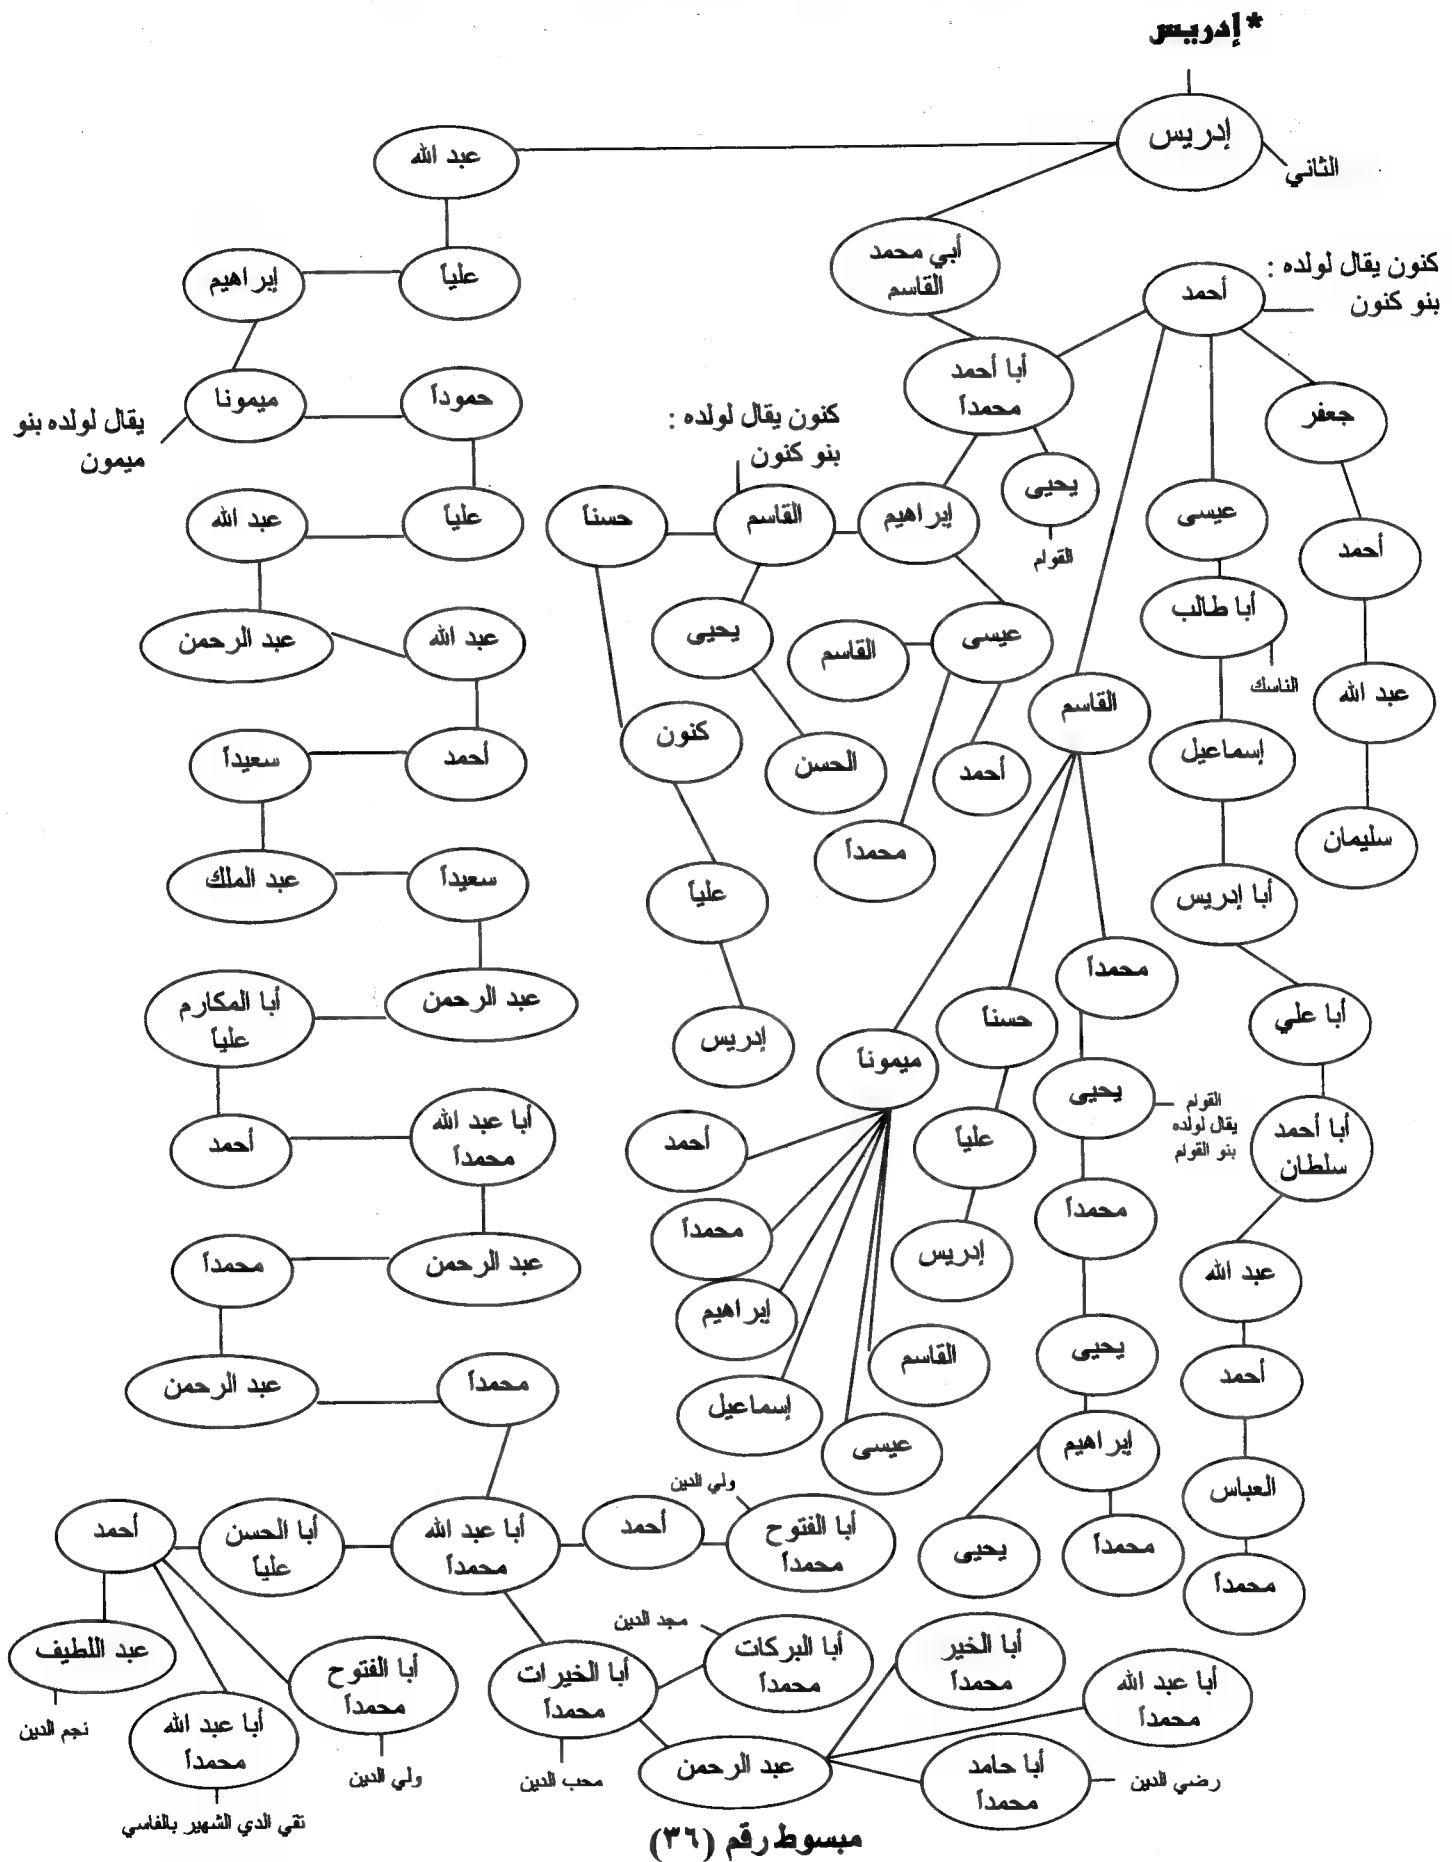 * إدريس
إدريس
الثاني
عبد الله
أبي محمد
القاسم
علياً
إبراهيم
أحمد
كنون يقال لولده :
بنو كنون
أبا أحمد
محمداً
جعفر
حموداً
ميمونا
يقال لولده بنو
ميمون
كنون يقال لولده :
بنو كنون
يحيى
القوام
إبراهيم
القاسم
حسناً
عيسى
أحمد
علياً
عبد الله
أبا طالب
الناسك
عيسى
القاسم
يحيى
عبد الله
عبد الرحمن
عبد الله
القاسم
كنون
الحسن
أحمد
إسماعيل
أحمد
سعيداً
سليمان
محمداً
علياً
أبا إدريس
سعيداً
عبد الملك
محمداً
أبا علي
حسناً
إدريس
ميموناً
عبد الرحمن
أبا المكارم
علياً
يحيى
القوام
يقال لولده
بنو القوام
أبا أحمد
سلطان
علياً
أحمد
أبا عبد الله
محمداً
أحمد
محمداً
إدريس
محمداً
عبد الله
عبد الرحمن
محمداً
إبراهيم
القاسم
يحيى
أحمد
محمداً
عبد الرحمن
إسماعيل
عيسى
إبراهيم
العباس
ولي الدين
أبا الفتوح
محمداً
أحمد
أبا عبد الله
محمداً
أبا الحسن
علياً
أحمد
يحيى
محمداً
محمداً
مجد الدين
أبا البركات
محمداً
أبا الخير
محمداً
أبا عبد الله
محمداً
أبا الخيرات
محمداً
محب الدين
أبا الفتوح
محمداً
ولي الدين
عبد اللطيف
نجم الدين
أبا عبد الله
محمداً
تقي الدي الشهير بالفاسي
عبد الرحمن
أبا حامد
محمداً
رضي الدين
مبسوط رقم (٣٦)